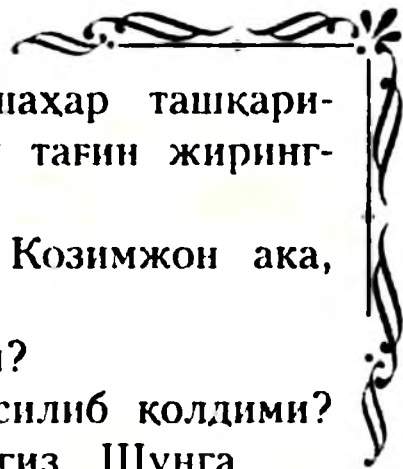 шаҳар ташқари-
тағин жиринг-
Козимжон ака,
?
силиб қолдими?
гиз. Шунга